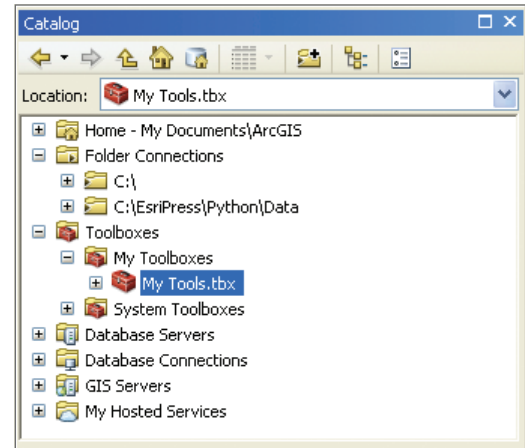 Catalog
Location: My Tools.tbx
Home - My Documents\ArcGIS
Folder Connections
C:\
C:\EsriPress\Python\Data
Toolboxes
My Toolboxes
My Tools.tbx
System Toolboxes
Database Servers
Database Connections
GIS Servers
My Hosted Services